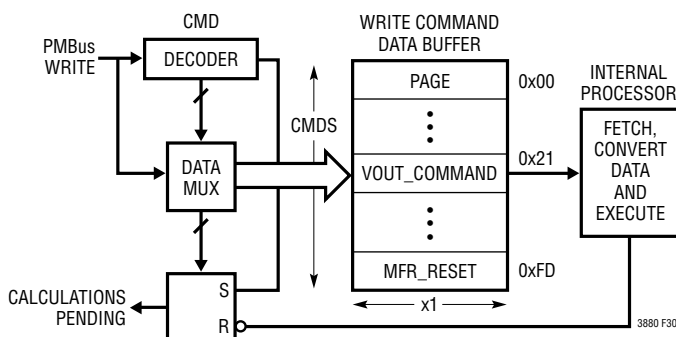 CMD
PMBus
WRITE
DECODER
WRITE COMMAND
DATA BUFFER
PAGE
0x00
CMDS
DATA
MUX
VOUT_COMMAND
0x21
INTERNAL
PROCESSOR
FETCH,
CONVERT
DATA
AND
EXECUTE
MFR_RESET
0xFD
x1
CALCULATIONS
PENDING
S
R
3880 F30